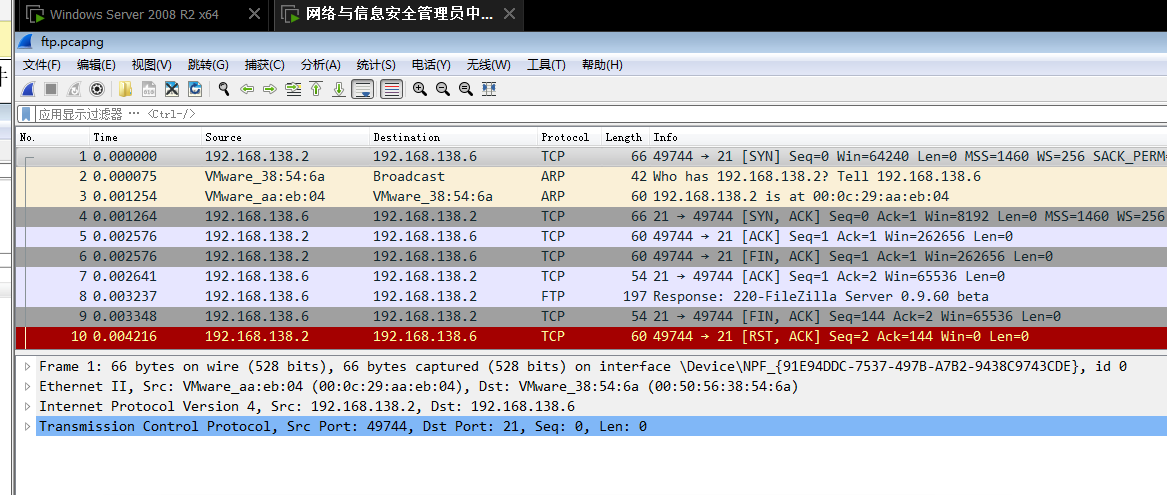 Windows Server 2008 R2 x64 网络与信息安全管理员中...
ftp.pcapng
文件(F) 编辑(E) 视图(V) 跳转(G) 捕获(C) 分析(A) 统计(S) 电话(Y) 无线(W) 工具(T) 帮助(H)
应用显示过滤器 … <Ctrl-/>
No. Time Source Destination Protocol Length Info
1 0.000000 192.168.138.2 192.168.138.6 TCP 66 49744 → 21 [SYN] Seq=0 Win=64240 Len=0 MSS=1460 WS=256 SACK_PERM=
2 0.000075 VMware_38:54:6a Broadcast ARP 42 Who has 192.168.138.2? Tell 192.168.138.6
3 0.001254 VMware_aa:eb:04 VMware_38:54:6a ARP 60 192.168.138.2 is at 00:0c:29:aa:eb:04
4 0.001264 192.168.138.6 192.168.138.2 TCP 66 21 → 49744 [SYN, ACK] Seq=0 Ack=1 Win=8192 Len=0 MSS=1460 WS=256
5 0.002576 192.168.138.2 192.168.138.6 TCP 60 49744 → 21 [ACK] Seq=1 Ack=1 Win=262656 Len=0
6 0.002576 192.168.138.2 192.168.138.6 TCP 60 49744 → 21 [FIN, ACK] Seq=1 Ack=1 Win=262656 Len=0
7 0.002641 192.168.138.6 192.168.138.2 TCP 54 21 → 49744 [ACK] Seq=1 Ack=2 Win=65536 Len=0
8 0.003237 192.168.138.6 192.168.138.2 FTP 197 Response: 220-FileZilla Server 0.9.60 beta
9 0.003348 192.168.138.6 192.168.138.2 TCP 54 21 → 49744 [FIN, ACK] Seq=144 Ack=2 Win=65536 Len=0
10 0.004216 192.168.138.2 192.168.138.6 TCP 60 49744 → 21 [RST, ACK] Seq=2 Ack=144 Win=0 Len=0
Frame 1: 66 bytes on wire (528 bits), 66 bytes captured (528 bits) on interface \Device\NPF_{91E94DDC-7537-497B-A7B2-9438C9743CDE}, id 0
Ethernet II, Src: VMware_aa:eb:04 (00:0c:29:aa:eb:04), Dst: VMware_38:54:6a (00:50:56:38:54:6a)
Internet Protocol Version 4, Src: 192.168.138.2, Dst: 192.168.138.6
Transmission Control Protocol, Src Port: 49744, Dst Port: 21, Seq: 0, Len: 0